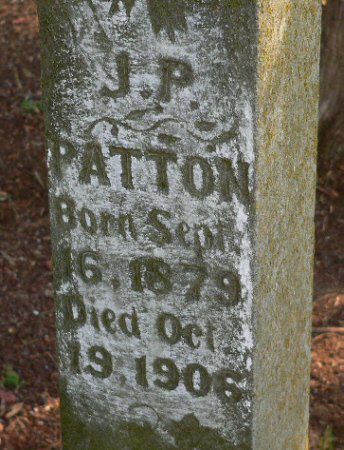 J.P.
PATTON
Born Sept.
16, 1879
Died Oct
19, 1906